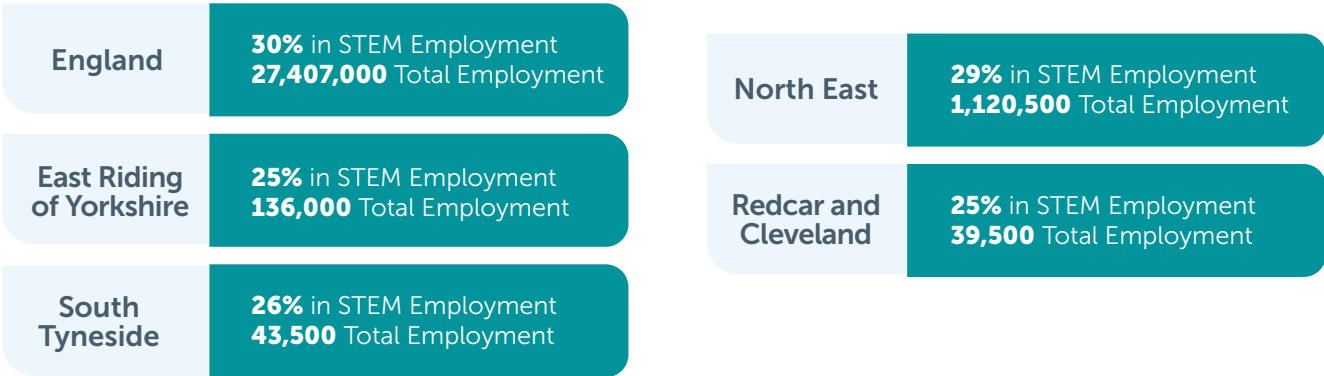 England
30% in STEM Employment
27,407,000 Total Employment
East Riding
of Yorkshire
25% in STEM Employment
136,000 Total Employment
South
Tyneside
26% in STEM Employment
43,500 Total Employment
North East
29% in STEM Employment
1,120,500 Total Employment
Redcar and
Cleveland
25% in STEM Employment
39,500 Total Employment